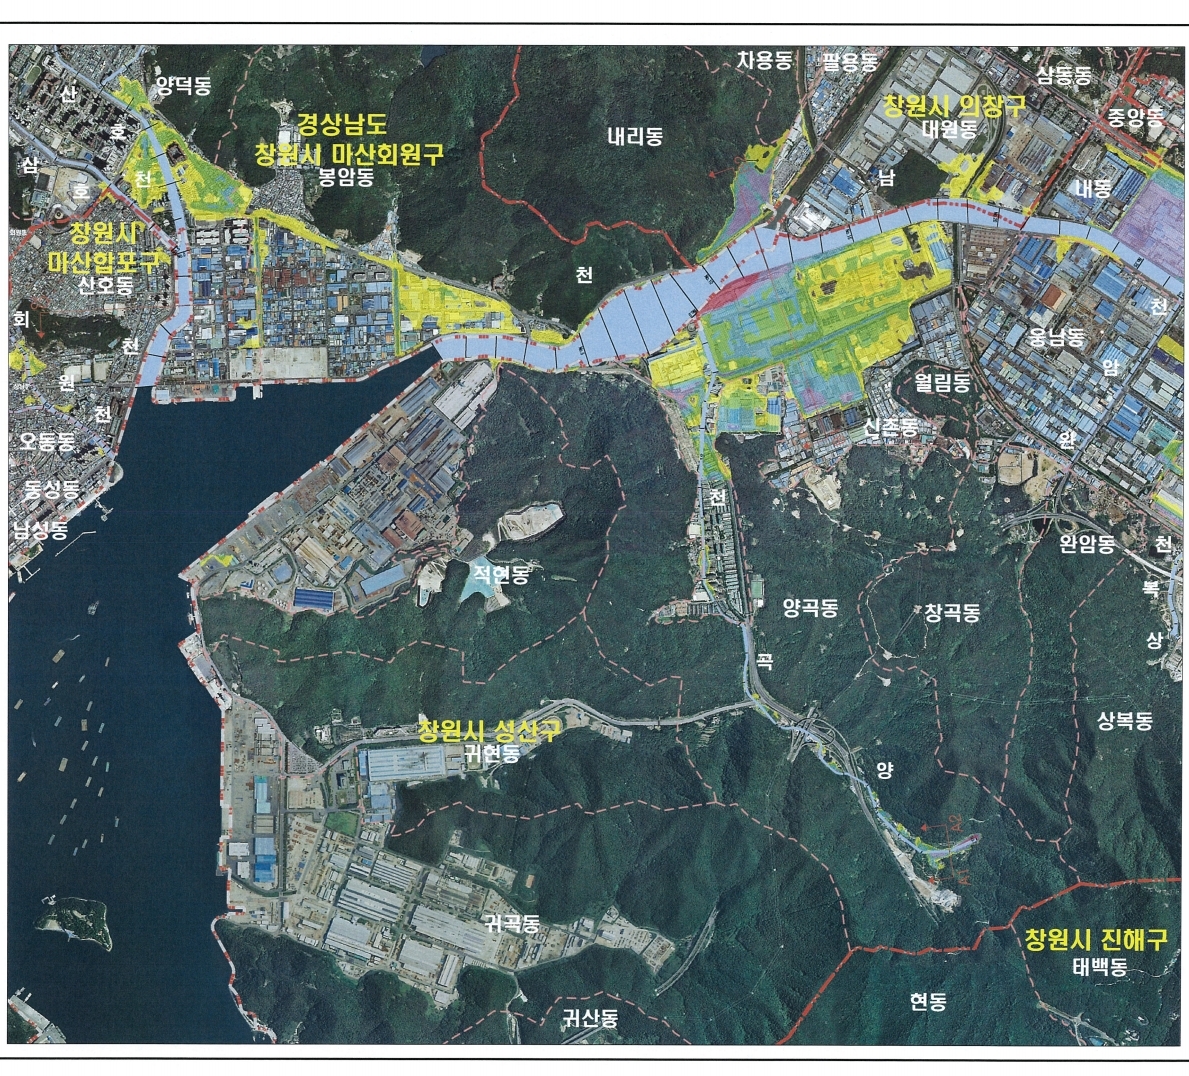 차용동
팔용동
삼동동
양덕동
산
호
천
경상남도
창원시 마산회원구
봉암동
내리동
창원시 의창구
대원동
중앙동
삼
호
천
남
내동
창원시
마산합포구
산호동
회
원
천
오동동
동성동
남성동
천
웅남동
월림동
신촌동
암
완
천
적현동
양곡동
창곡동
완암동
천
복
상
곡
창원시 성산구
귀현동
상복동
양
A2
귀곡동
창원시 진해구
태백동
현동
귀산동